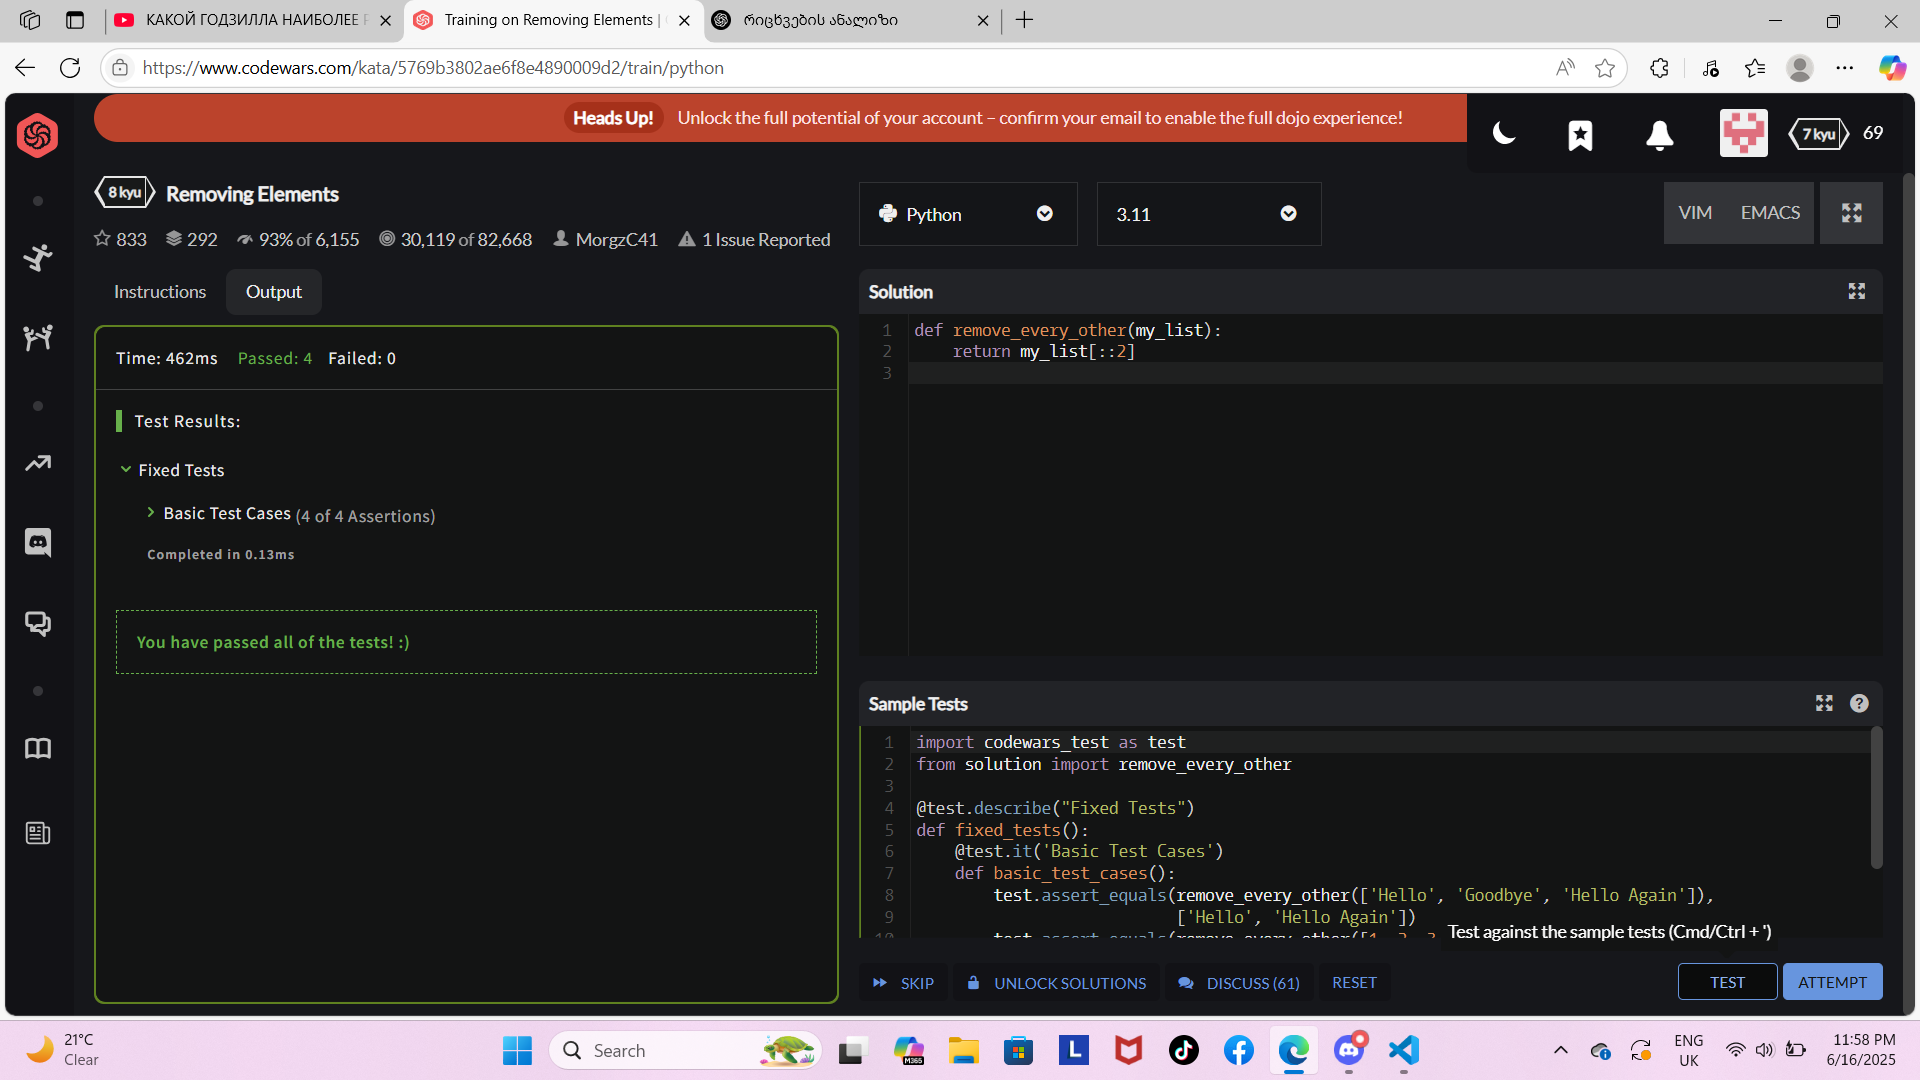 КАКОЙ ГОДЗИЛЛА НАИБОЛЕЕ
Training on Removing Elements |
რიცხვების ანალიზი
https://www.codewars.com/kata/5769b3802ae6f8e4890009d2/train/python
Heads Up! Unlock the full potential of your account – confirm your email to enable the full dojo experience!
7 kyu 69
8 kyu Removing Elements
833 292 93% of 6,155 30,119 of 82,668 MorgzC41 1 Issue Reported
Python 3.11 VIM EMACS
Instructions Output
Solution
Time: 462ms Passed: 4 Failed: 0
Test Results:
Fixed Tests
Basic Test Cases (4 of 4 Assertions)
Completed in 0.13ms
You have passed all of the tests! :)
1 def remove_every_other(my_list):
2 return my_list[::2]
3
Sample Tests
1 import codewars_test as test
2 from solution import remove_every_other
3
4 @test.describe("Fixed Tests")
5 def fixed_tests():
6 @test.it('Basic Test Cases')
7 def basic_test_cases():
8 test.assert_equals(remove_every_other(['Hello', 'Goodbye', 'Hello Again']),
9 ['Hello', 'Hello Again'])
10 test.assert_equals(remove_every_other([1, 2, 3
Test against the sample tests (Cmd/Ctrl + ')
SKIP UNLOCK SOLUTIONS DISCUSS (61) RESET TEST ATTEMPT
21°C
Clear
Search
M365
L
ENG
UK
11:58 PM
6/16/2025